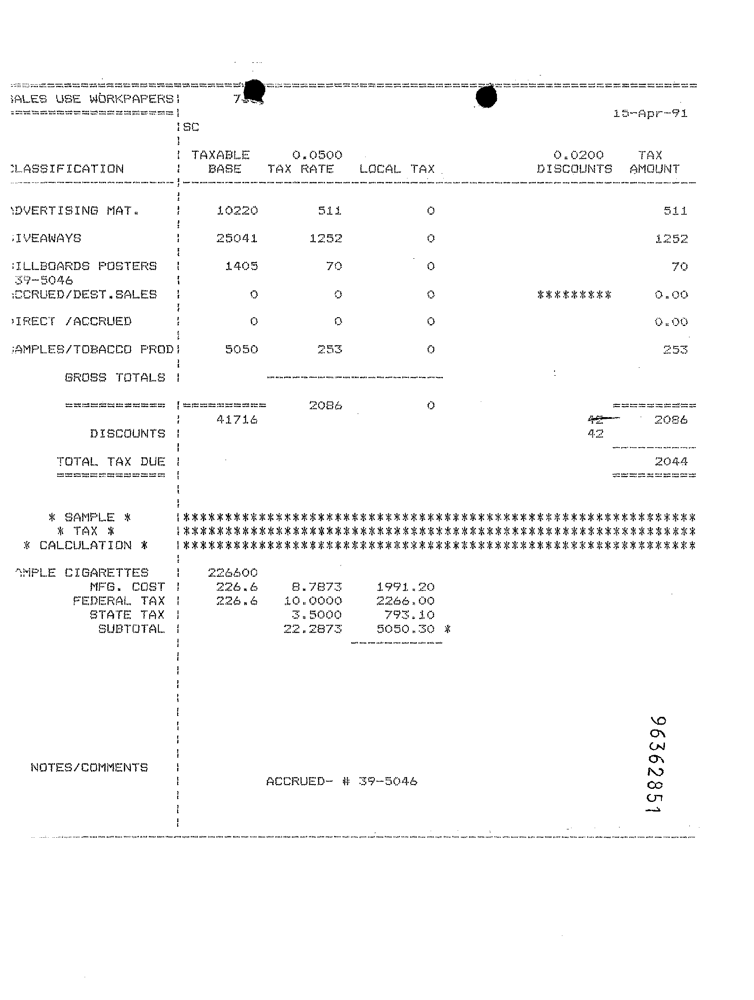 ALES USE WORKPAPERS
15-Apr-91
SC
TAXABLE 0.0500 0.0200 TAX
CLASSIFICATION BASE TAX RATE LOCAL TAX DISCOUNTS AMOUNT
ADVERTISING MAT. 10220 511 0 511
GIVEAWAYS 25041 1252 0 1252
BILLBOARDS POSTERS 1405 70 0 70
39-5046
ACCRUED/DEST.SALES 0 0 0 ********* 0.00
DIRECT /ACCRUED 0 0 0 0.00
SAMPLES/TOBACCO PROD 5050 253 0 253
GROSS TOTALS
============ ========== 2086 0 ==========
41716 42 2086
DISCOUNTS 42
TOTAL TAX DUE 2044
============= ==========
* SAMPLE * *************************************************************
* TAX * *************************************************************
* CALCULATION * *************************************************************
AMPLE CIGARETTES 226600
MFG. COST 226.6 8.7873 1991.20
FEDERAL TAX 226.6 10.0000 2266.00
STATE TAX 3.5000 793.10
SUBTOTAL 22.2873 5050.30 *
NOTES/COMMENTS
ACCRUED- # 39-5046
96362851